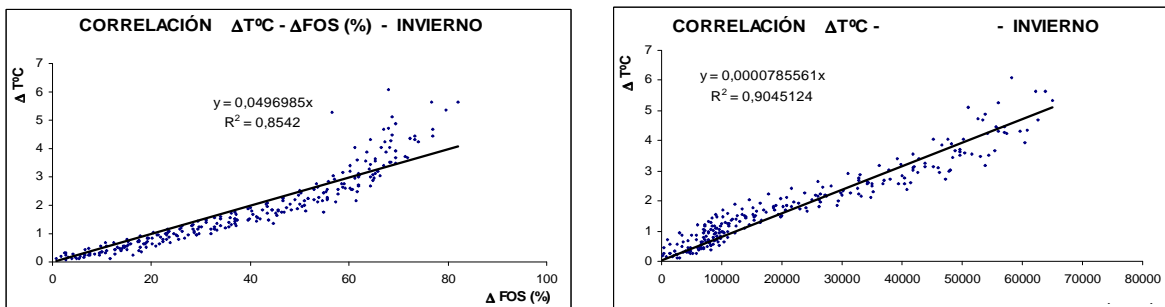 CORRELACIÓN ΔTºC - ΔFOS (%) - INVIERNO
Δ TºC
7
6
5
4
3
2
1
0
y = 0,0496985x
R² = 0,8542
0 20 40 60 80 100
Δ FOS (%)
CORRELACIÓN ΔTºC - - INVIERNO
Δ TºC
7
6
5
4
3
2
1
0
y = 0,0000785561x
R² = 0,9045124
0 10000 20000 30000 40000 50000 60000 70000 80000